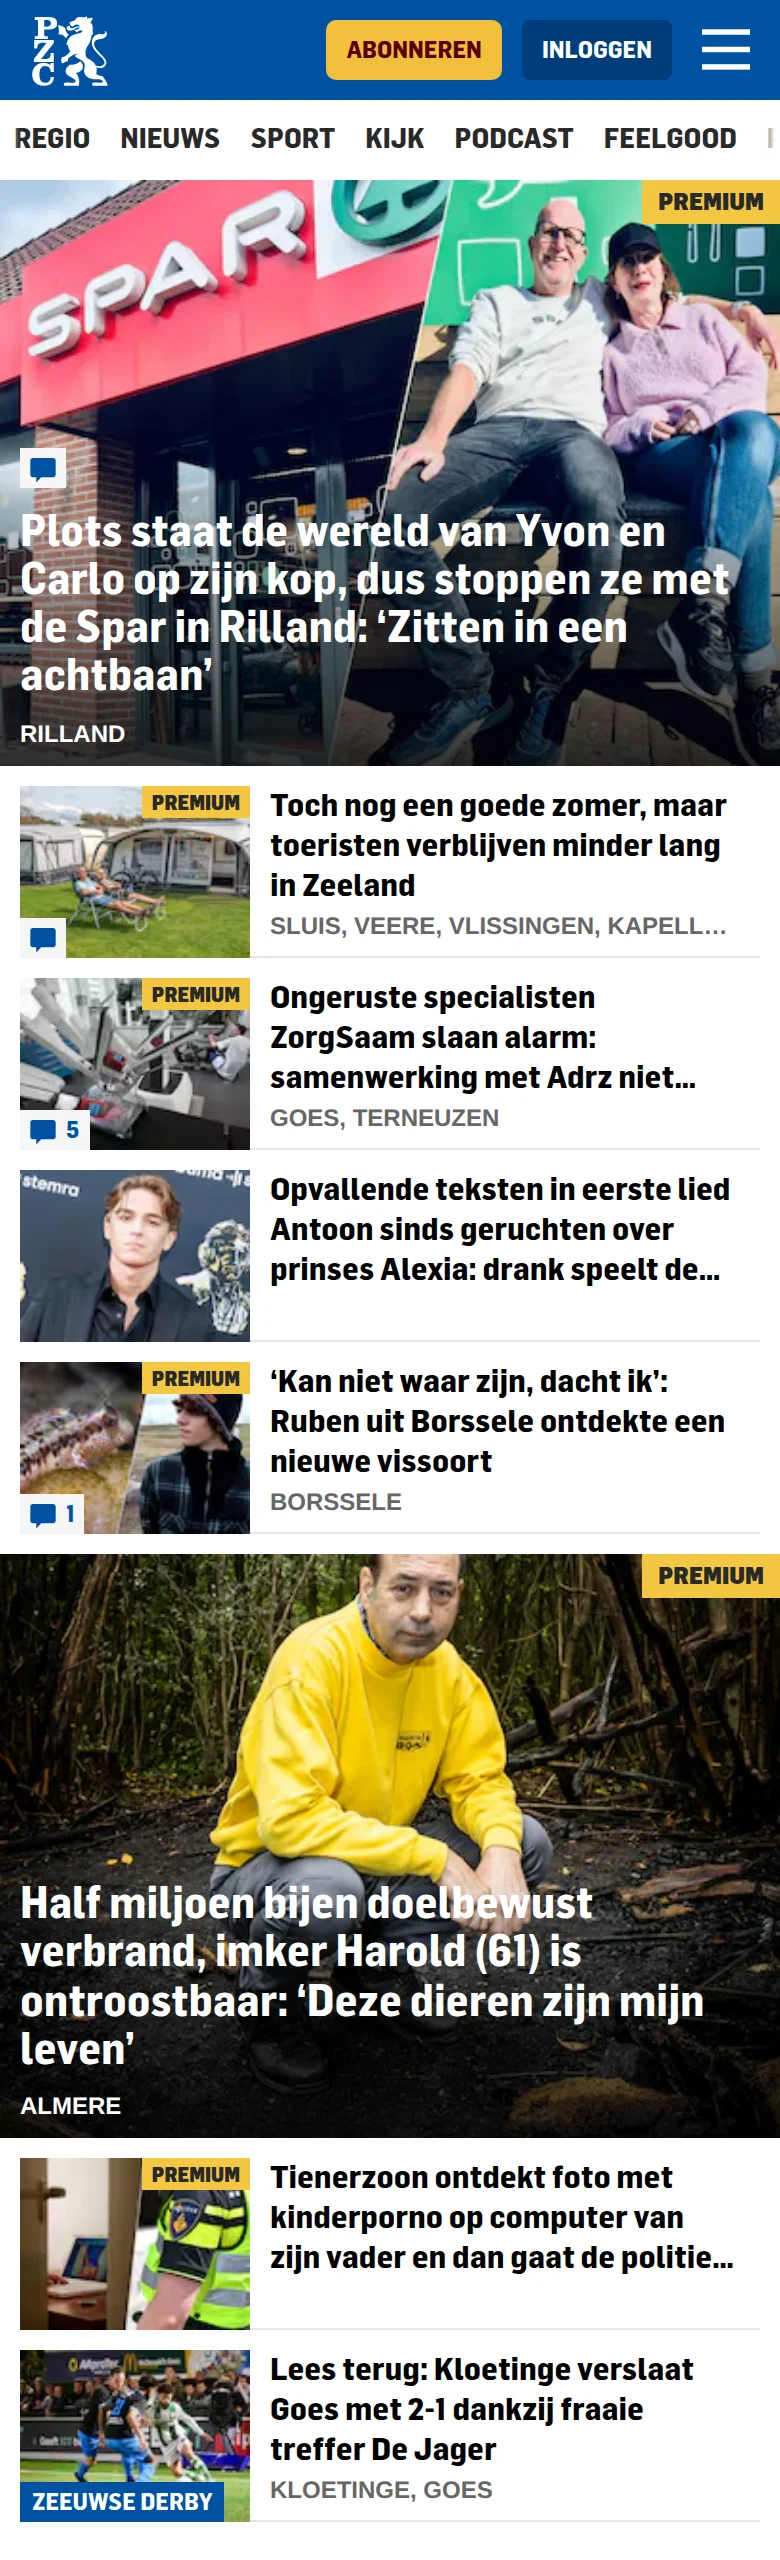 PZC
ABONNEREN
INLOGGEN
REGIO NIEUWS SPORT KIJK PODCAST FEELGOOD
PREMIUM
SPAR
Plots staat de wereld van Yvon en
Carlo op zijn kop, dus stoppen ze met
de Spar in Rilland: ‘Zitten in een
achtbaan’
RILLAND
PREMIUM
Toch nog een goede zomer, maar
toeristen verblijven minder lang
in Zeeland
SLUIS, VEERE, VLISSINGEN, KAPELL…
PREMIUM
5
Ongeruste specialisten
ZorgSaam slaan alarm:
samenwerking met Adrz niet...
GOES, TERNEUZEN
stemra
Opvallende teksten in eerste lied
Antoon sinds geruchten over
prinses Alexia: drank speelt de...
PREMIUM
1
‘Kan niet waar zijn, dacht ik’:
Ruben uit Borssele ontdekte een
nieuwe vissoort
BORSSELE
PREMIUM
Half miljoen bijen doelbewust
verbrand, imker Harold (61) is
ontroostbaar: ‘Deze dieren zijn mijn
leven’
ALMERE
PREMIUM
Tienerzoon ontdekt foto met
kinderporno op computer van
zijn vader en dan gaat de politie...
ZEEUWSE DERBY
Lees terug: Kloetinge verslaat
Goes met 2-1 dankzij fraaie
treffer De Jager
KLOETINGE, GOES